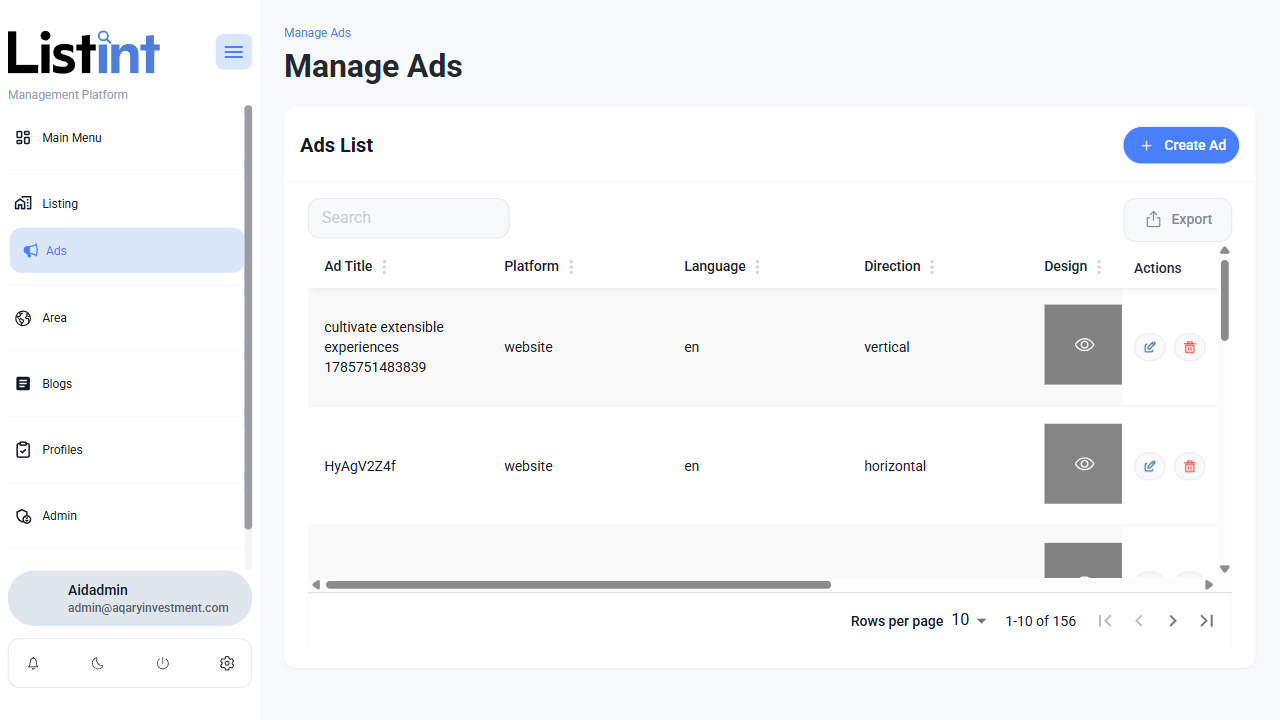 Listint
Management Platform
Main Menu
Listing
Ads
Area
Blogs
Profiles
Admin
Aidadmin
admin@aqaryinvestment.com
Manage Ads
Manage Ads
Ads List
Create Ad
Search
Export
Ad Title Platform Language Direction Design Actions
cultivate extensible
experiences
1785751483839
website en vertical
HyAgV2Z4f website en horizontal
Rows per page 10 1-10 of 156